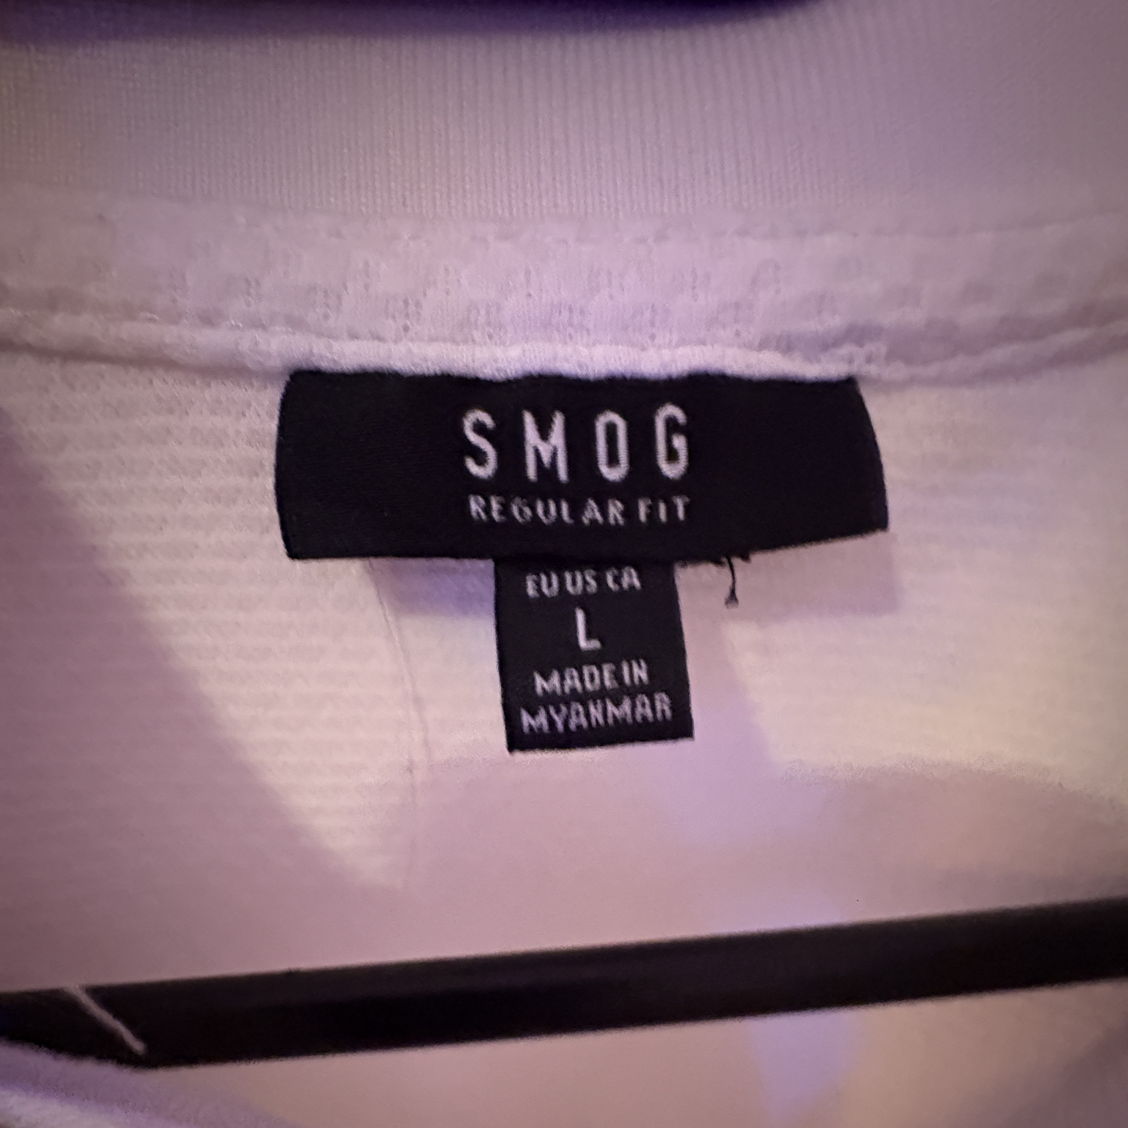 SMOG
REGULAR FIT
EU US CA
L
MADE IN
MYANMAR